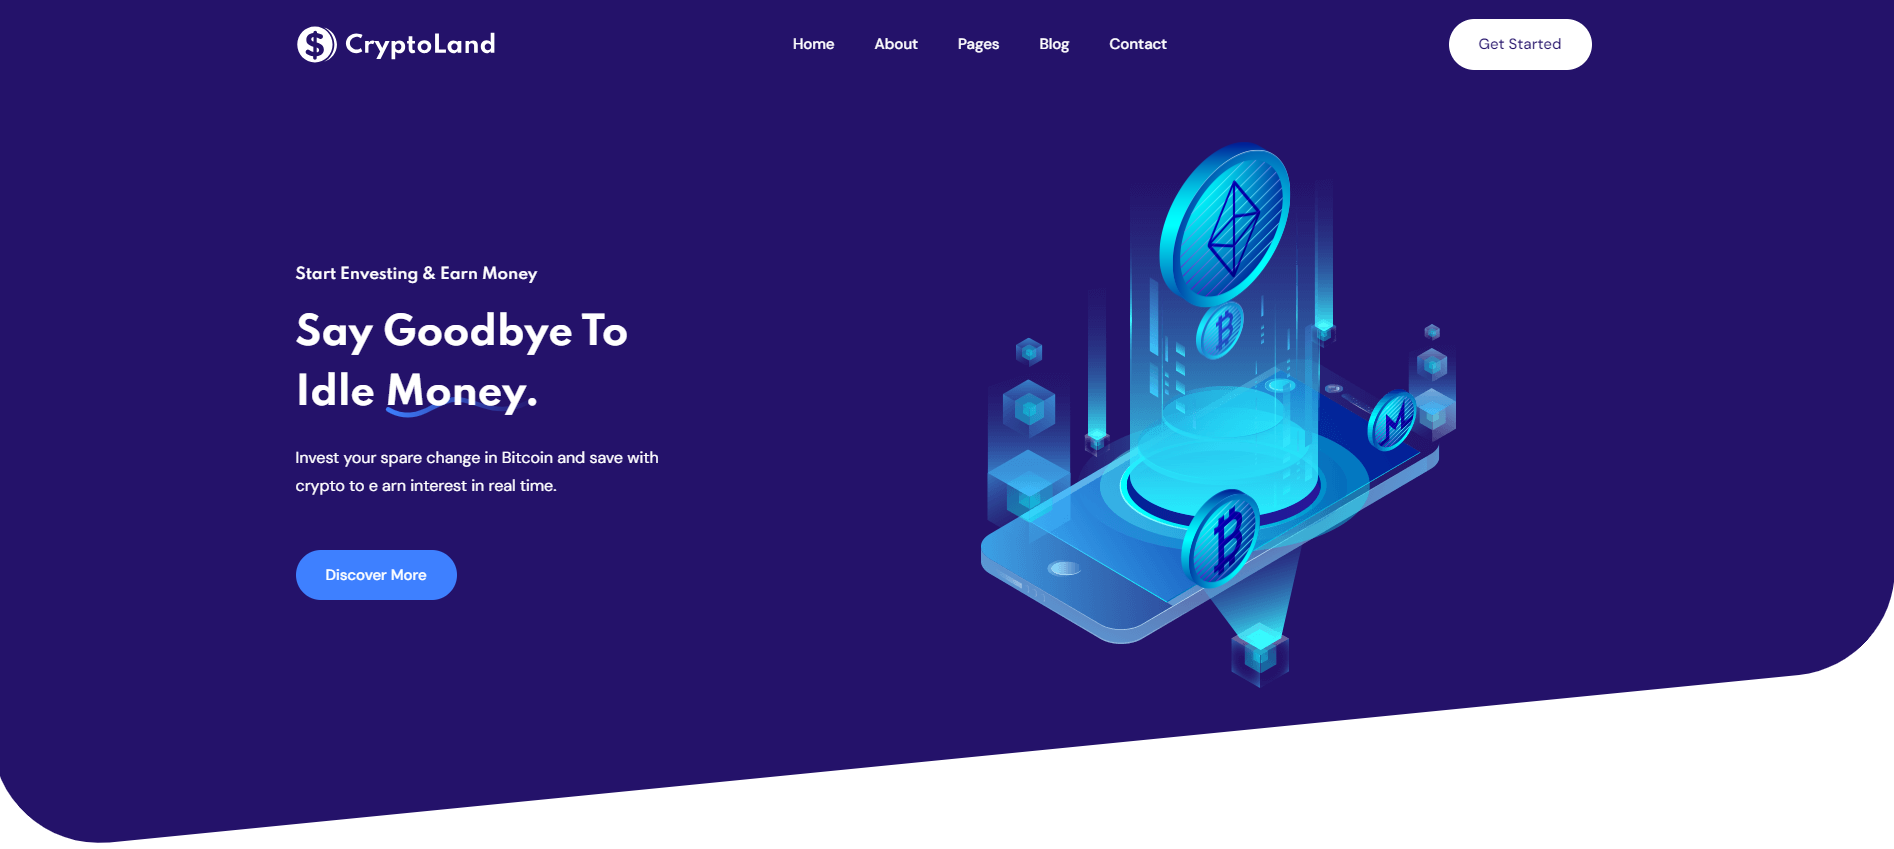 CryptoLand
Home About Pages Blog Contact
Get Started
Start Envesting & Earn Money
Say Goodbye To
Idle Money.
Invest your spare change in Bitcoin and save with
crypto to e arn interest in real time.
Discover More